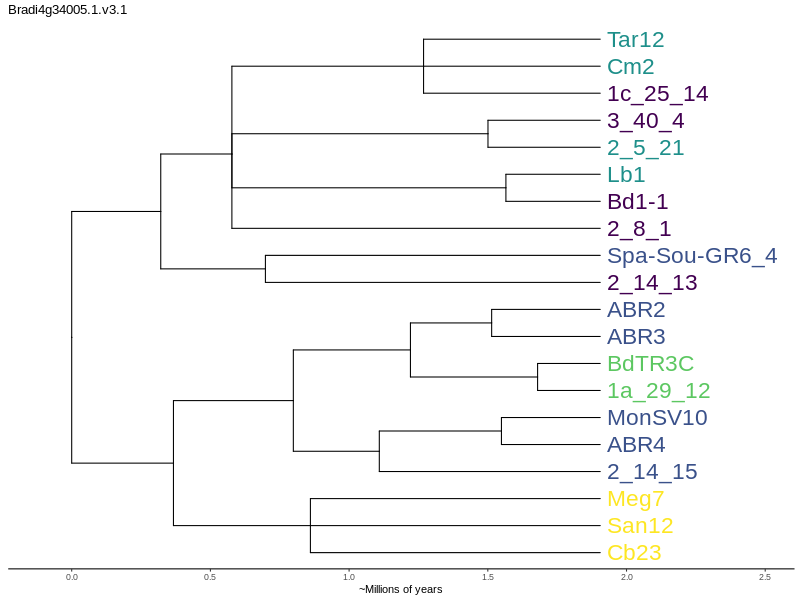 Bradi4g34005.1.v3.1
Tar12
Cm2
1c_25_14
3_40_4
2_5_21
Lb1
Bd1-1
2_8_1
Spa-Sou-GR6_4
2_14_13
ABR2
ABR3
BdTR3C
1a_29_12
MonSV10
ABR4
2_14_15
Meg7
San12
Cb23
0.0 0.5 1.0 1.5 2.0 2.5
~Millions of years